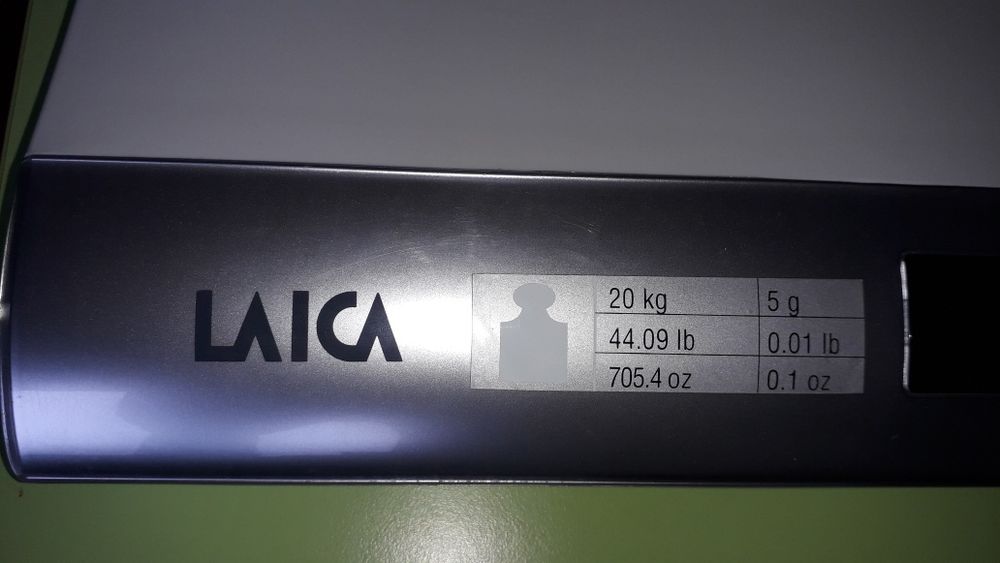 LAICA
20 kg 5 g
44.09 lb 0.01 lb
705.4 oz 0.1 oz